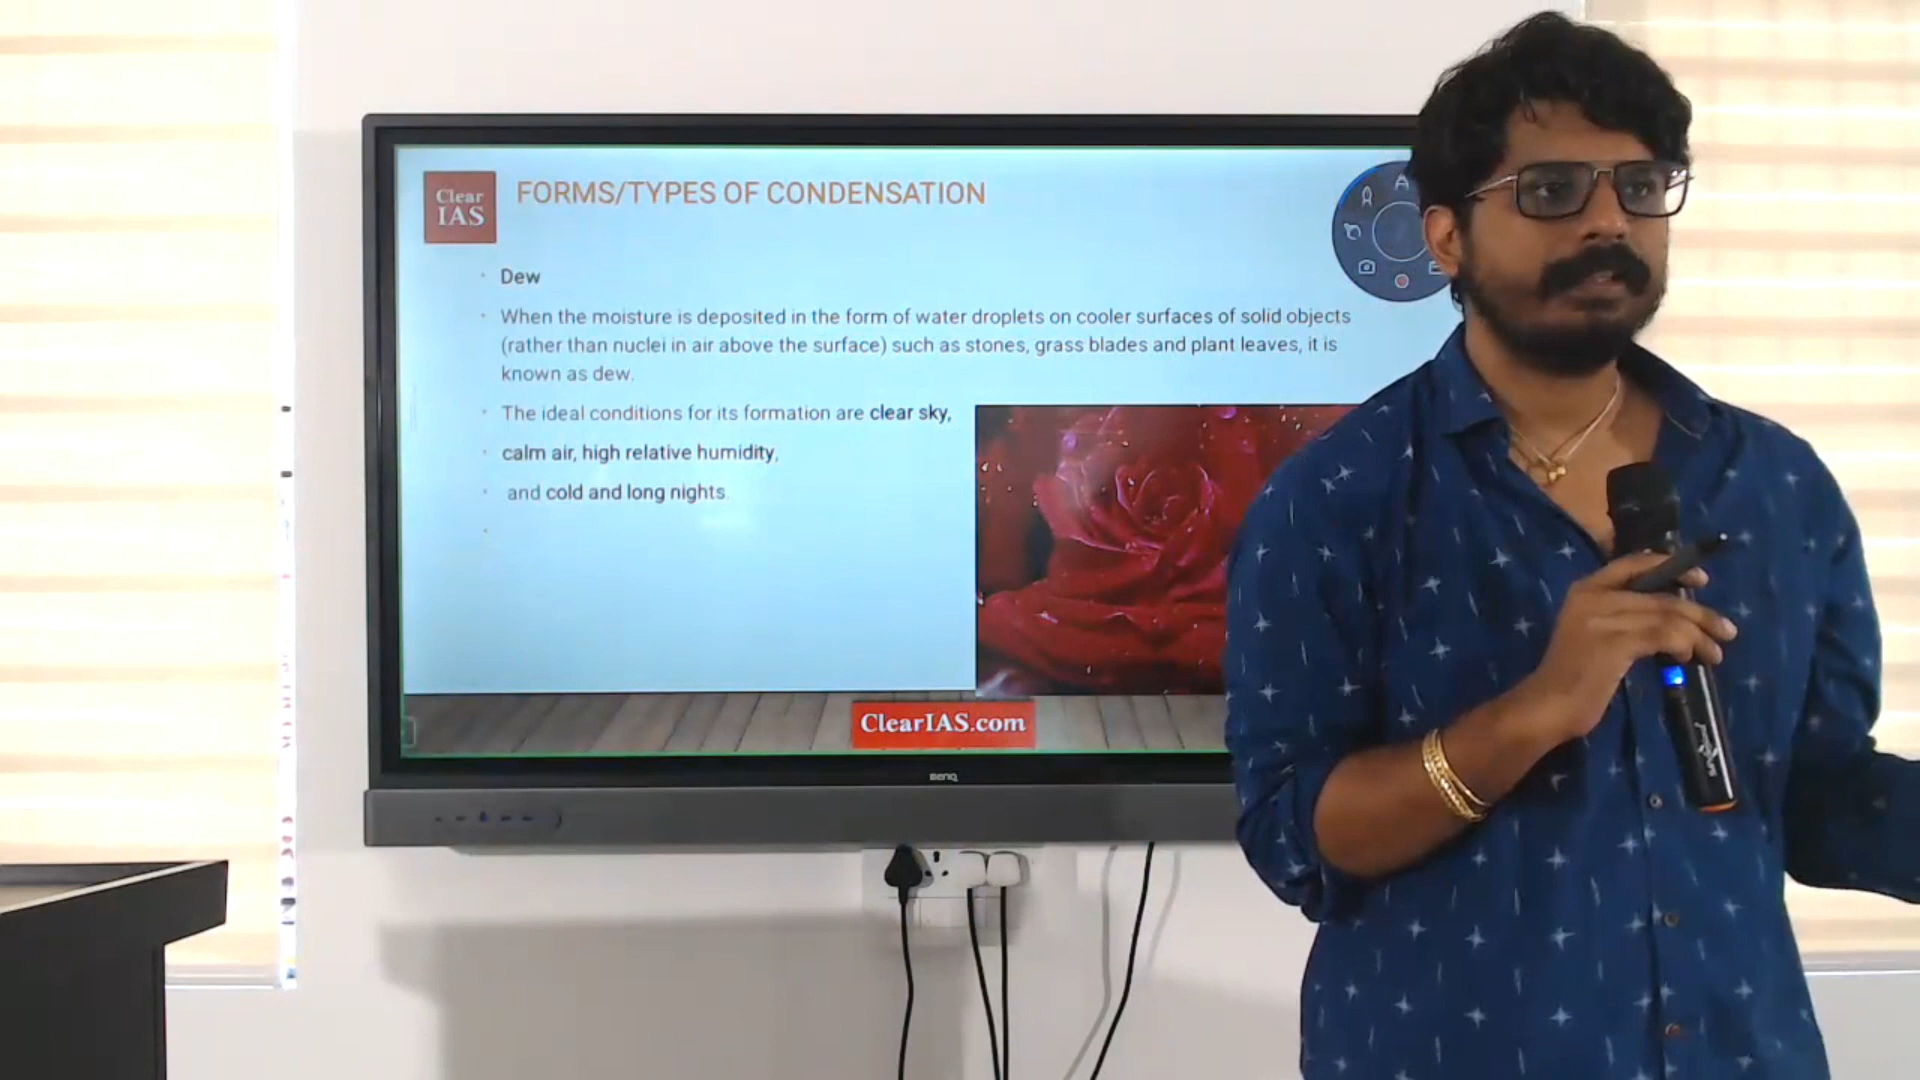 Clear
IAS
FORMS/TYPES OF CONDENSATION
Dew
When the moisture is deposited in the form of water droplets on cooler surfaces of solid objects
(rather than nuclei in air above the surface) such as stones, grass blades and plant leaves, it is
known as dew.
The ideal conditions for its formation are clear sky,
calm air, high relative humidity,
and cold and long nights.
ClearIAS.com
BenQ